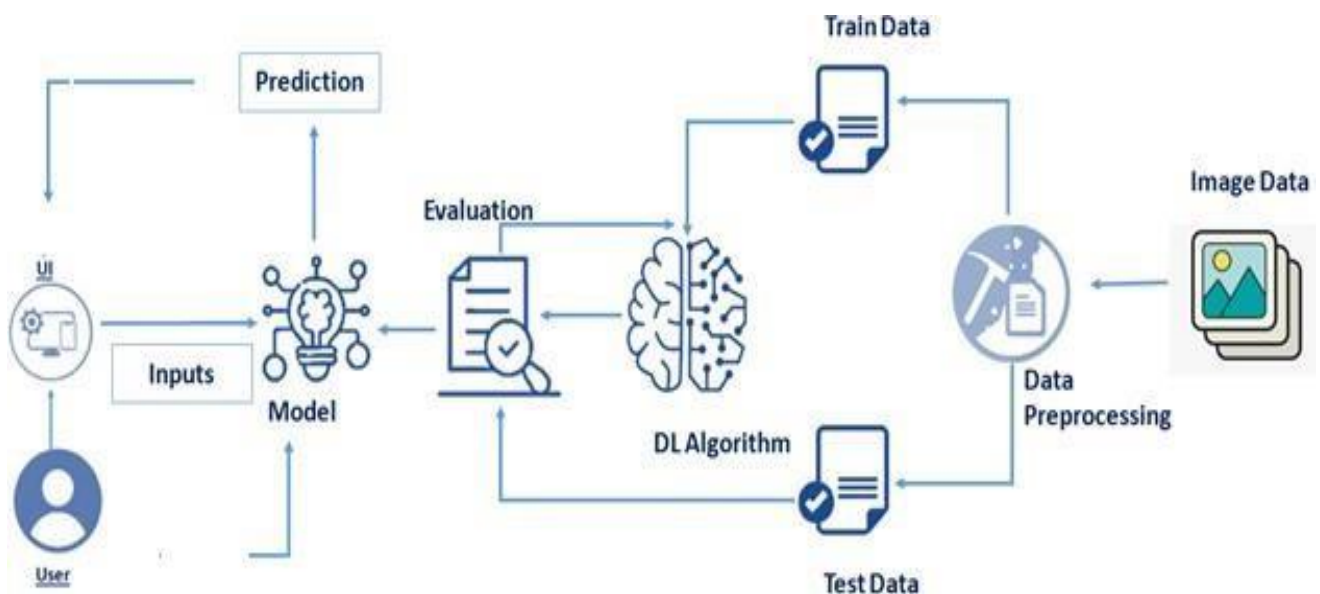 Train Data
Prediction
Image Data
Evaluation
UI
Inputs
Model
Data
Preprocessing
DL Algorithm
User
Test Data